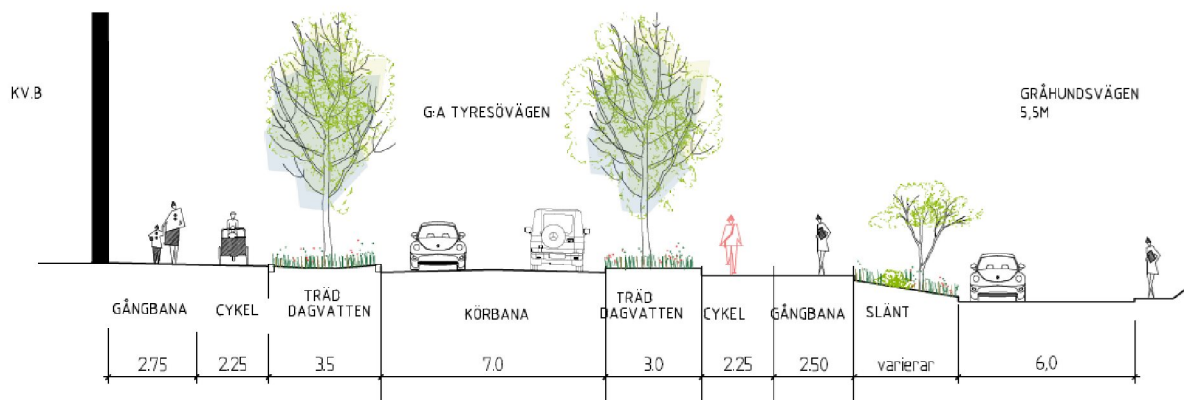 KV.B
G:A TYRESÖVÄGEN
GRÅHUNDSVÄGEN
5,5M
GÅNGBANA
CYKEL
TRÄD
DAGVATTEN
KÖRBANA
TRÄD
DAGVATTEN
CYKEL
GÅNGBANA
SLÄNT
2.75
2.25
3.5
7.0
3.0
2.25
2.50
varierar
6,0